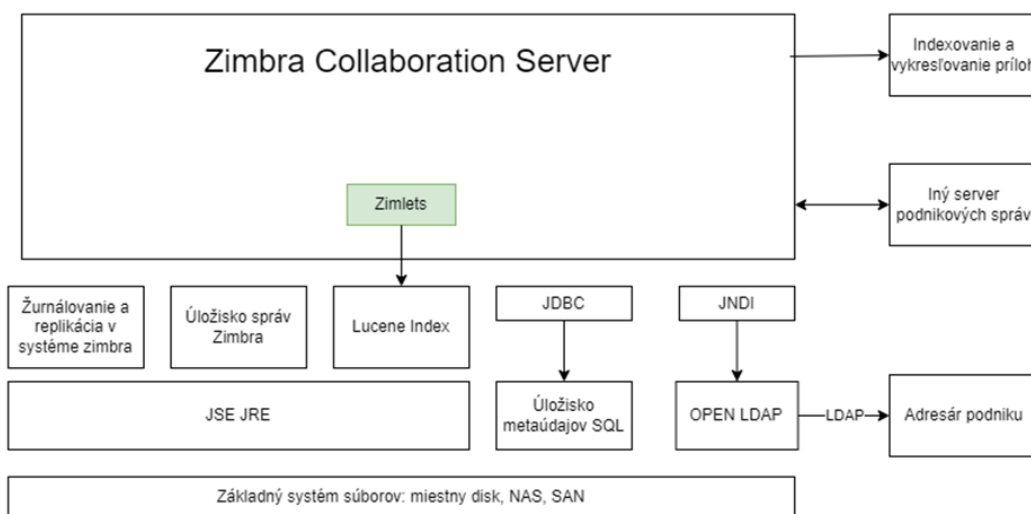 Zimbra Collaboration Server
Indexovanie a
vykresľovanie príloh
Zimlets
Iný server
podnikových správ
Žurnálovanie a
replikácia v
systéme zimbra
Úložisko správ
Zimbra
Lucene Index
JDBC
JNDI
JSE JRE
Úložisko
metaúdajov SQL
OPEN LDAP
LDAP
Adresár podniku
Základný systém súborov: miestny disk, NAS, SAN